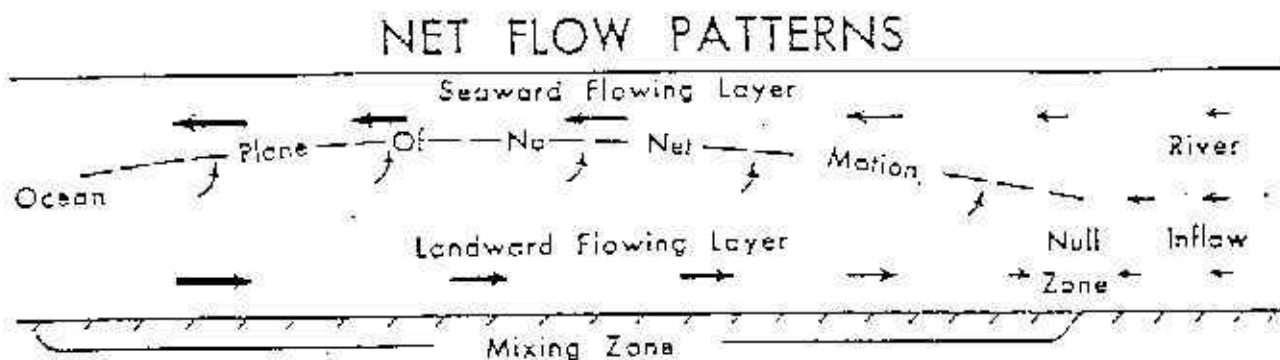 NET FLOW PATTERNS
Seaward Flowing Layer
Plane Of No Net Motion
River
Ocean
Landward Flowing Layer
Null
Inflow
Zone
Mixing Zone